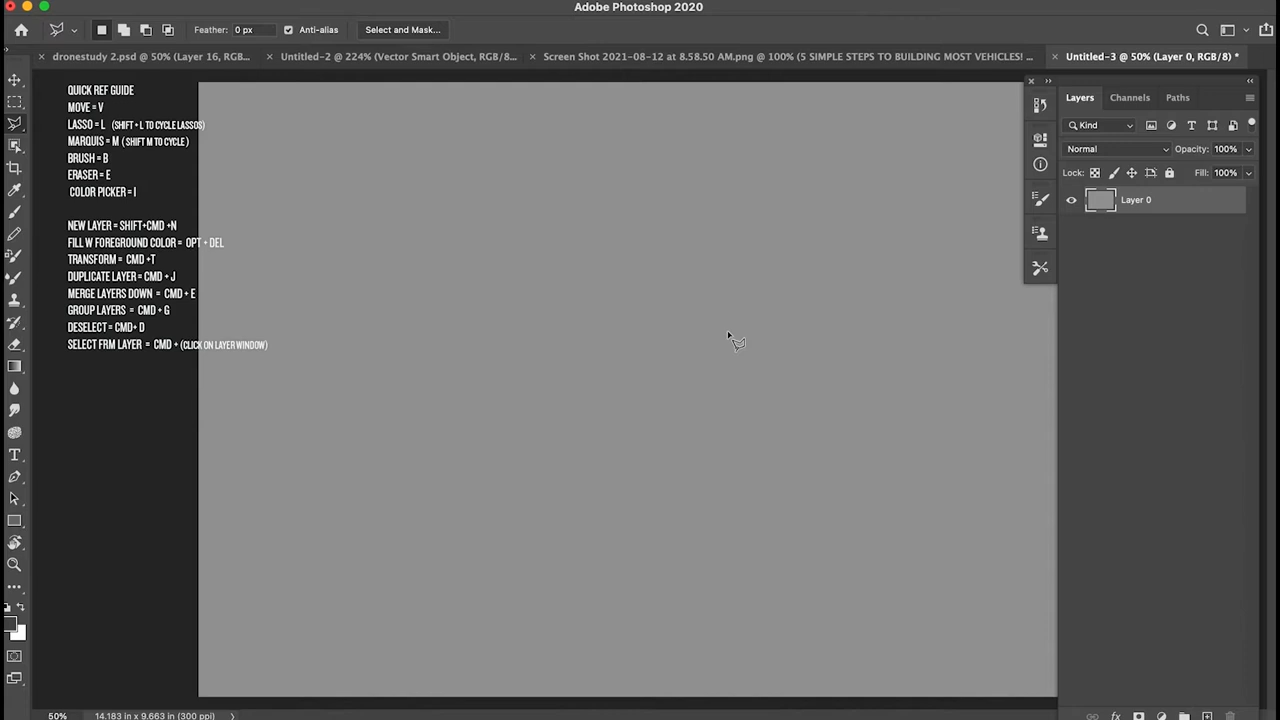 Adobe Photoshop 2020
Feather: 0 px Anti-alias Select and Mask...
dronestudy 2.psd @ 50% (Layer 16, RGB... Untitled-2 @ 224% (Vector Smart Object, RGB/8... Screen Shot 2021-08-12 at 8.58.50 AM.png @ 100% (5 SIMPLE STEPS TO BUILDING MOST VEHICLES! ... Untitled-3 @ 50% (Layer 0, RGB/8) *
QUICK REF GUIDE
MOVE = V
LASSO = L (SHIFT + L TO CYCLE LASSOS)
MARQUIS = M ( SHIFT M TO CYCLE )
BRUSH = B
ERASER = E
COLOR PICKER = I
NEW LAYER = SHIFT+CMD +N
FILL W FOREGROUND COLOR = OPT + DEL
TRANSFORM = CMD +T
DUPLICATE LAYER = CMD + J
MERGE LAYERS DOWN = CMD + E
GROUP LAYERS = CMD + G
DESELECT = CMD+ D
SELECT FRM LAYER = CMD + (CLICK ON LAYER WINDOW)
Layers Channels Paths
Kind
Normal Opacity: 100%
Lock: Fill: 100%
Layer 0
50% 14.183 in x 9.663 in (300 ppi)